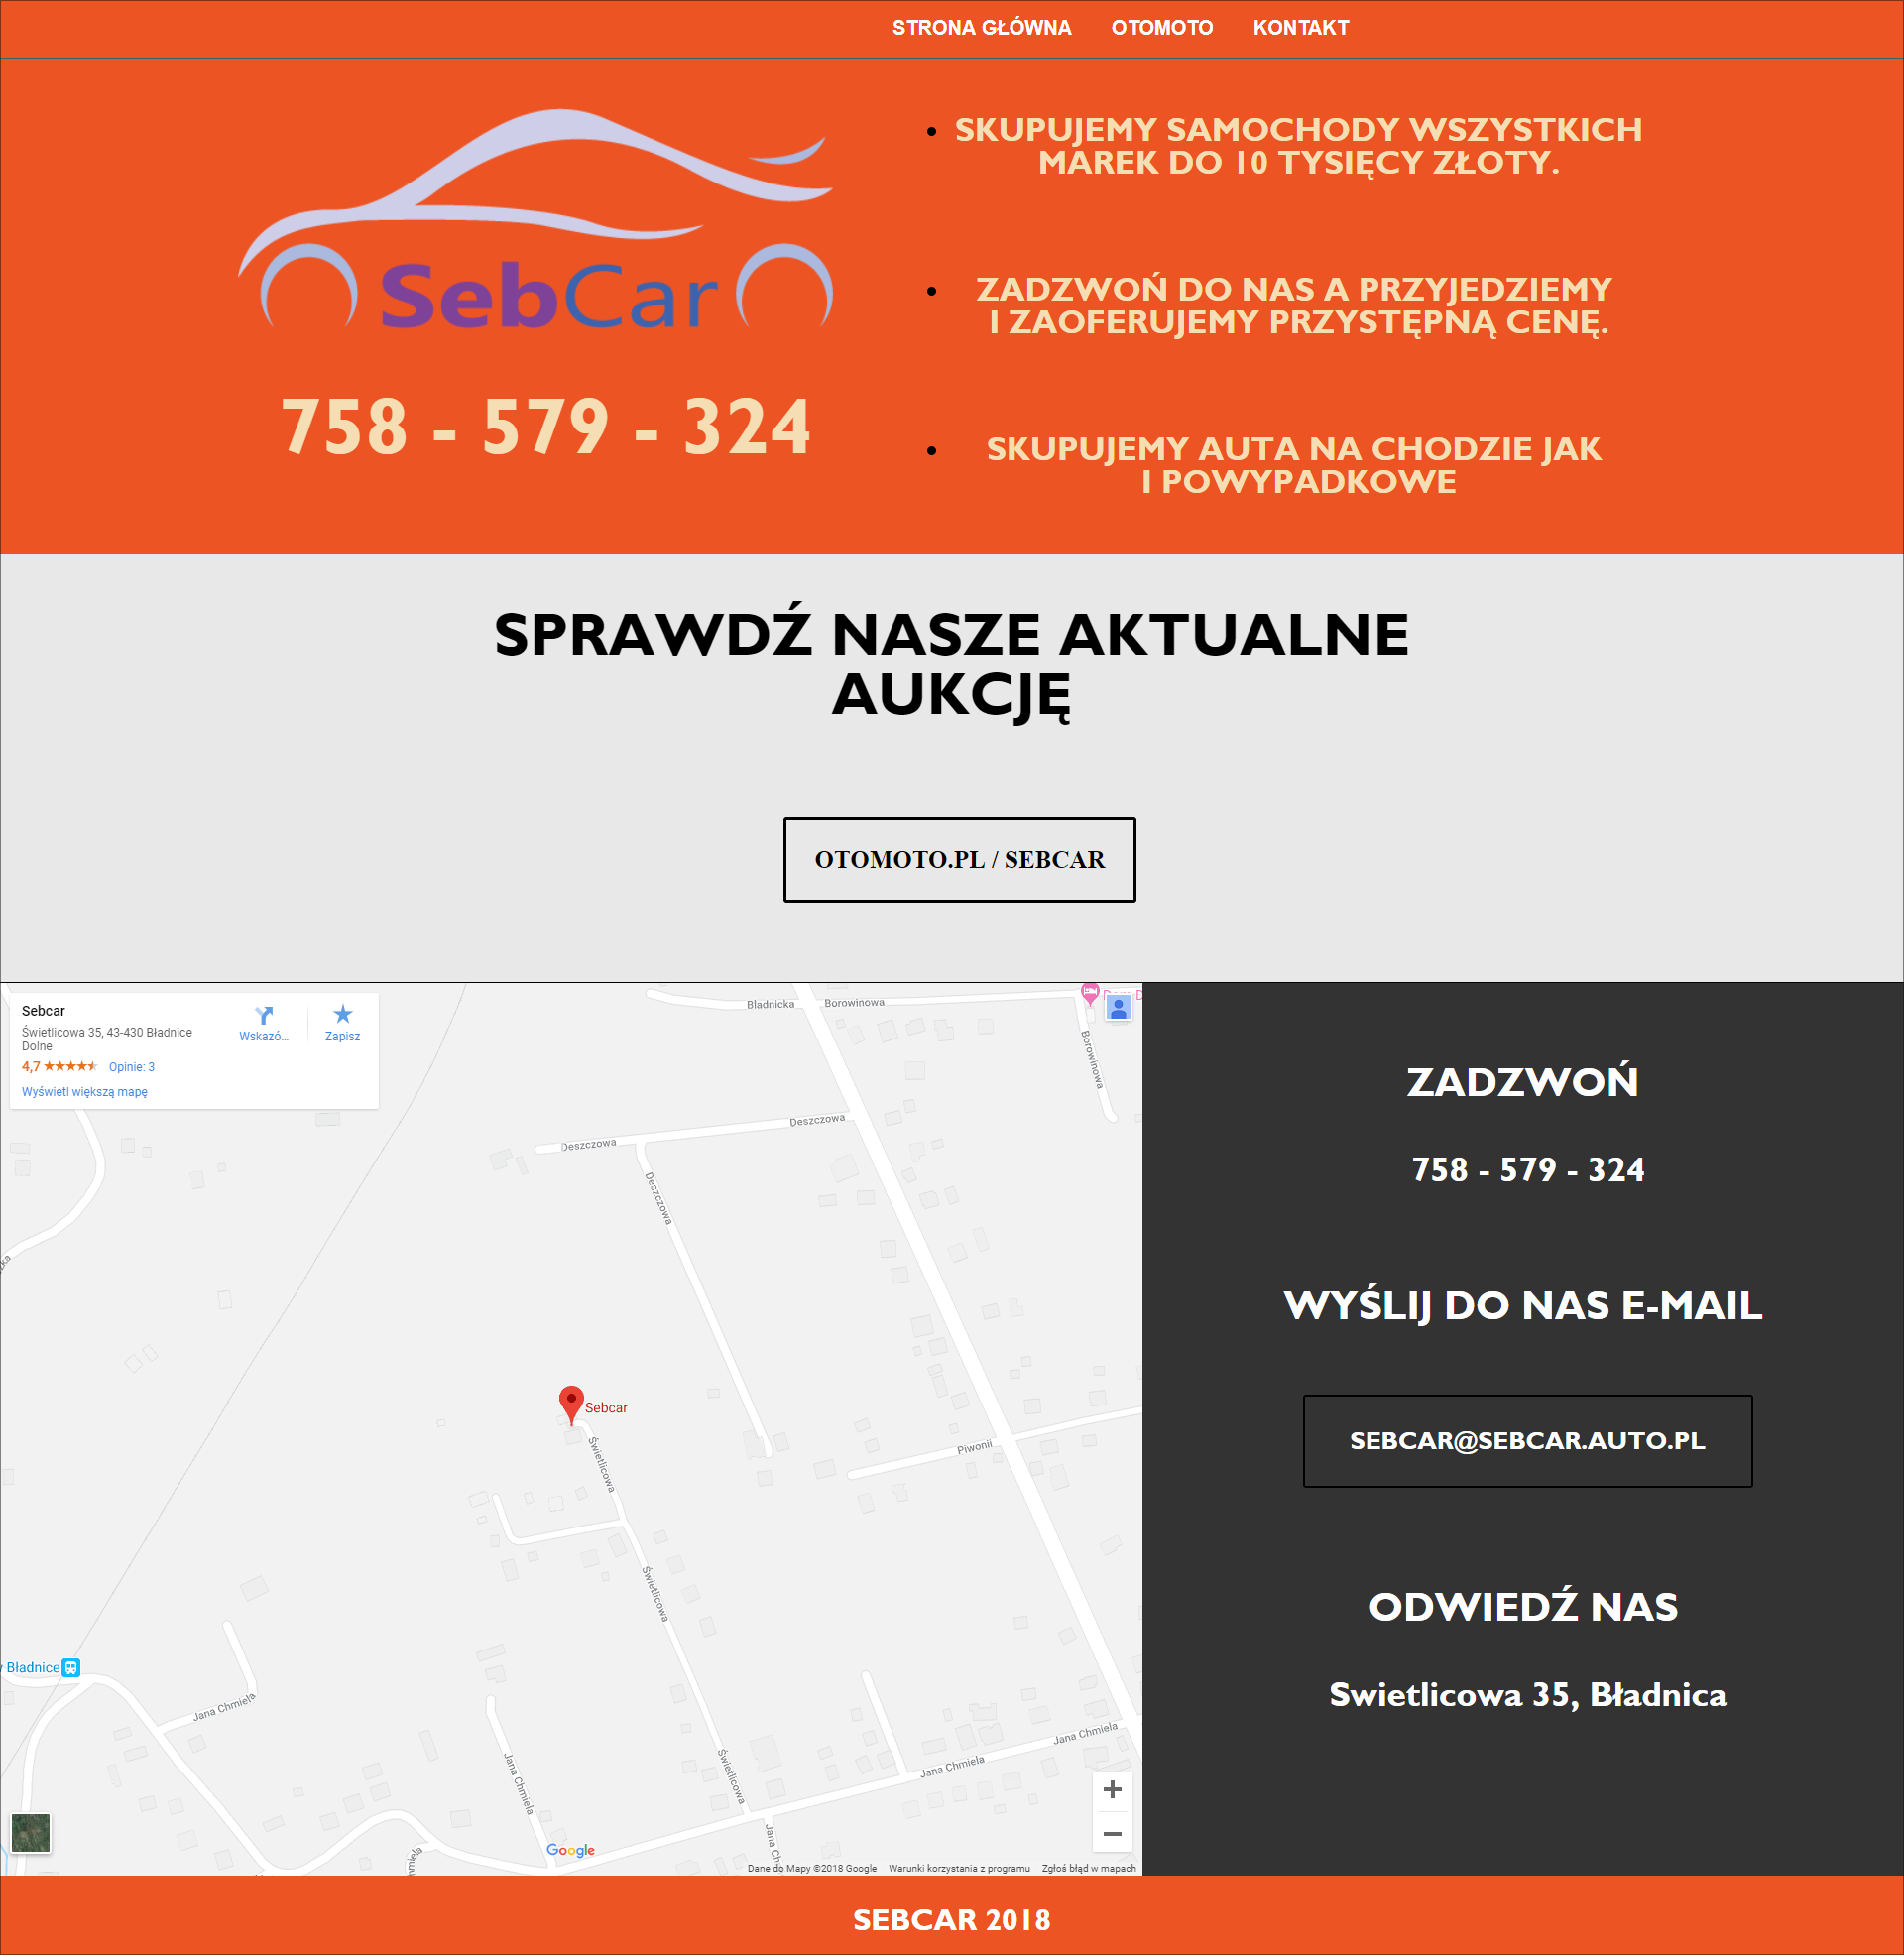 STRONA GŁÓWNA OTOMOTO KONTAKT
SebCar
758 - 579 - 324
• SKUPUJEMY SAMOCHODY WSZYSTKICH
MAREK DO 10 TYSIĘCY ZŁOTY.
• ZADZWOŃ DO NAS A PRZYJEDZIEMY
I ZAOFERUJEMY PRZYSTĘPNĄ CENĘ.
• SKUPUJEMY AUTA NA CHODZIE JAK
I POWYPADKOWE
SPRAWDŹ NASZE AKTUALNE
AUKCJĘ
OTOMOTO.PL / SEBCAR
Sebcar
Świetlicowa 35, 43-430 Bładnice
Dolne
4,7 Opinie: 3
Wyświetl większą mapę
Wskazó...
Zapisz
Bladnicka
Borowinowa
Borowinowa
Deszczowa
Deszczowa
Deszczowa
Sebcar
Świetlicowa
Piwonii
Świetlicowa
Bładnice
Jana Chmiela
Jana Chmiela
Świetlicowa
Jana Chmiela
Jana Chmiela
Google
Dane do Mapy ©2018 Google Warunki korzystania z programu Zgłoś błąd w mapach
ZADZWOŃ
758 - 579 - 324
WYŚLIJ DO NAS E-MAIL
SEBCAR@SEBCAR.AUTO.PL
ODWIEDŹ NAS
Swietlicowa 35, Bładnica
SEBCAR 2018